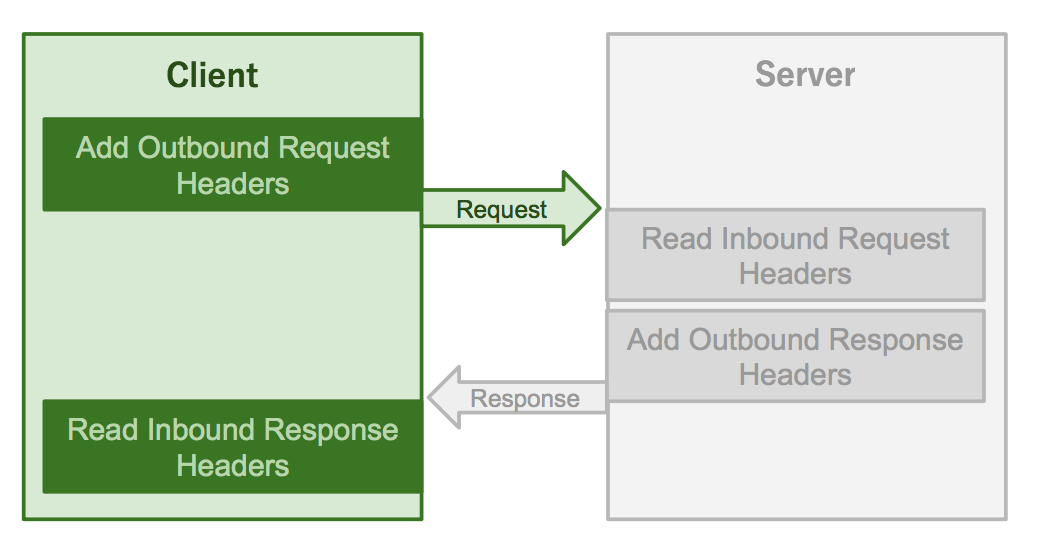 Client
Server
Add Outbound Request
Headers
Request
Read Inbound Request
Headers
Add Outbound Response
Headers
Response
Read Inbound Response
Headers